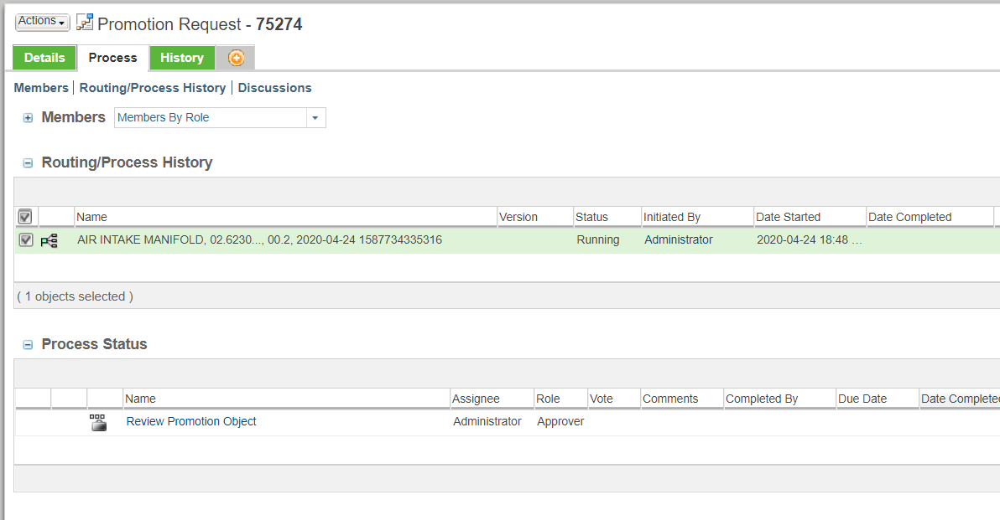 Actions Promotion Request - 75274
Details Process History
Members Routing/Process History Discussions
Members Members By Role
Routing/Process History
Name Version Status Initiated By Date Started Date Completed
AIR INTAKE MANIFOLD, 02.6230..., 00.2, 2020-04-24 1587734335316 Running Administrator 2020-04-24 18:48 ...
( 1 objects selected )
Process Status
Name Assignee Role Vote Comments Completed By Due Date Date Complete
Review Promotion Object Administrator Approver